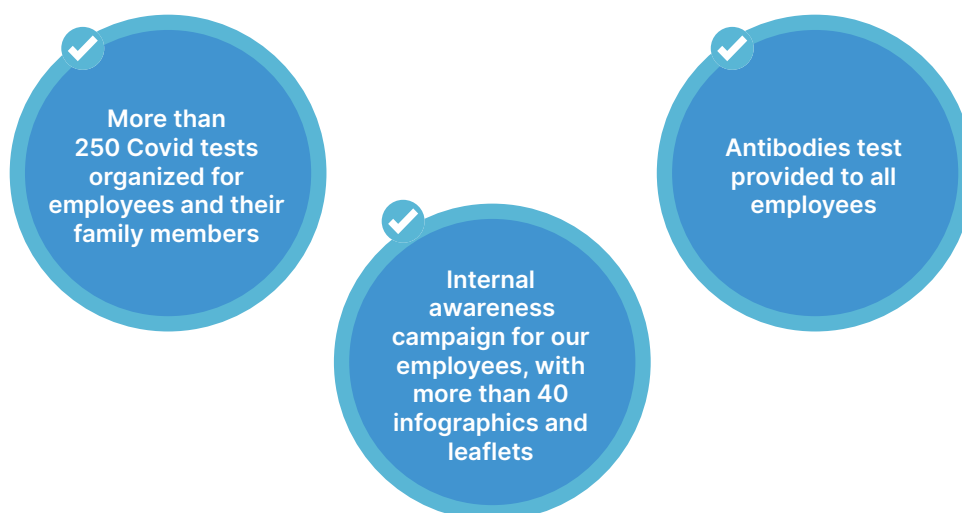 More than
250 Covid tests
organized for
employees and their
family members
Internal
awareness
campaign for our
employees, with
more than 40
infographics and
leaflets
Antibodies test
provided to all
employees